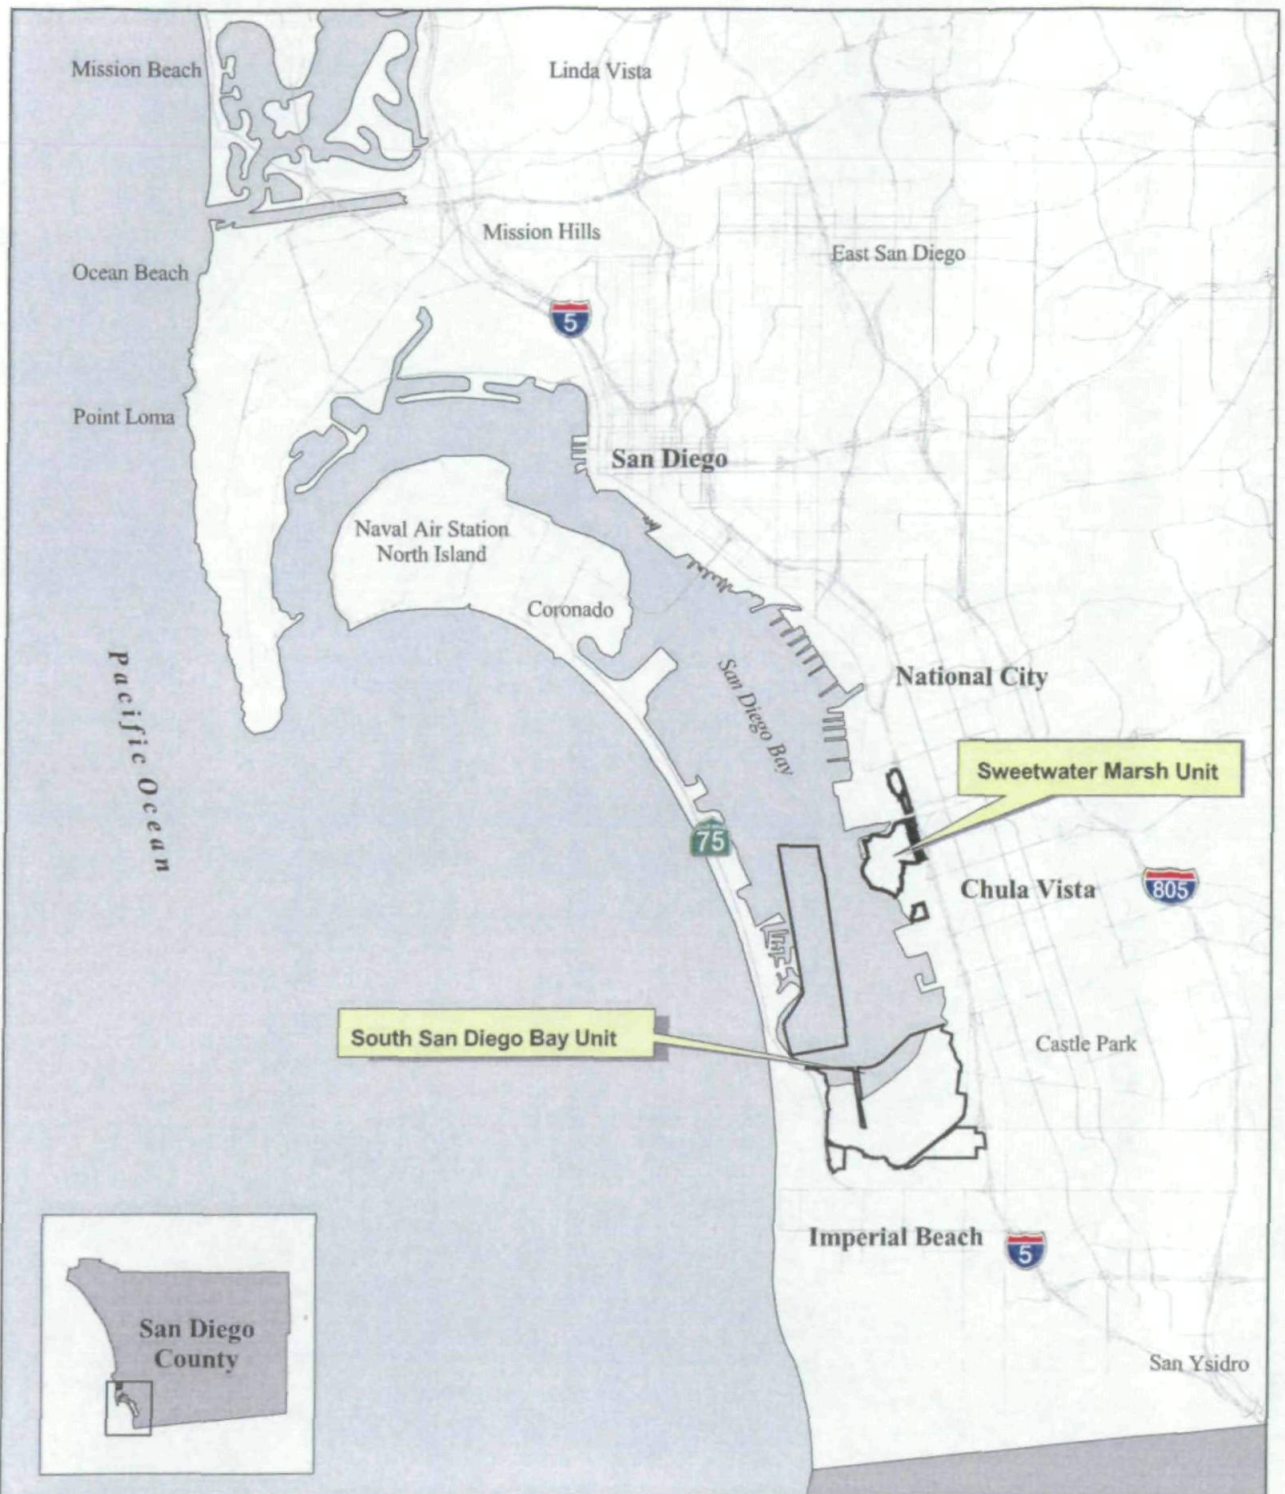 Mission Beach
Linda Vista
Mission Hills
East San Diego
Ocean Beach
5
Point Loma
San Diego
Naval Air Station
North Island
Coronado
Pacific Ocean
San Diego Bay
National City
Sweetwater Marsh Unit
75
Chula Vista
805
South San Diego Bay Unit
Castle Park
Imperial Beach
5
San Diego
County
San Ysidro